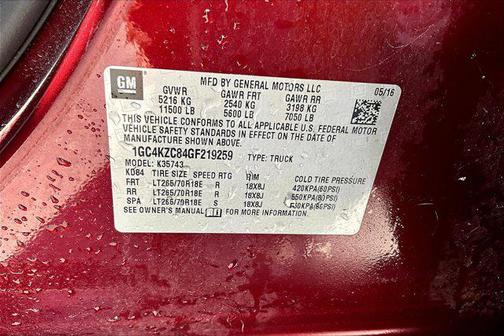 GM
MFD BY GENERAL MOTORS LLC
05/16
GVWR GAWR FRT GAWR RR
5216 KG 2540 KG 3198 KG
11500 LB 5600 LB 7050 LB
THIS VEHICLE CONFORMS TO ALL APPLICABLE U.S. FEDERAL MOTOR
VEHICLE SAFETY STANDARDS IN EFFECT ON THE DATE OF
MANUFACTURE SHOWN ABOVE.
1GC4KZC84GF219259 TYPE: TRUCK
MODEL: K35743
KD84 TIRE SIZE SPEED RTG RIM COLD TIRE PRESSURE
FRT LT265/70R18E R 18X8J 420KPA(60PSI)
RR LT265/70R18E R 18X8J 550KPA(80PSI)
SPA LT265/70R18E R 18X8J
SEE OWNER'S MANUAL FOR MORE INFORMATION